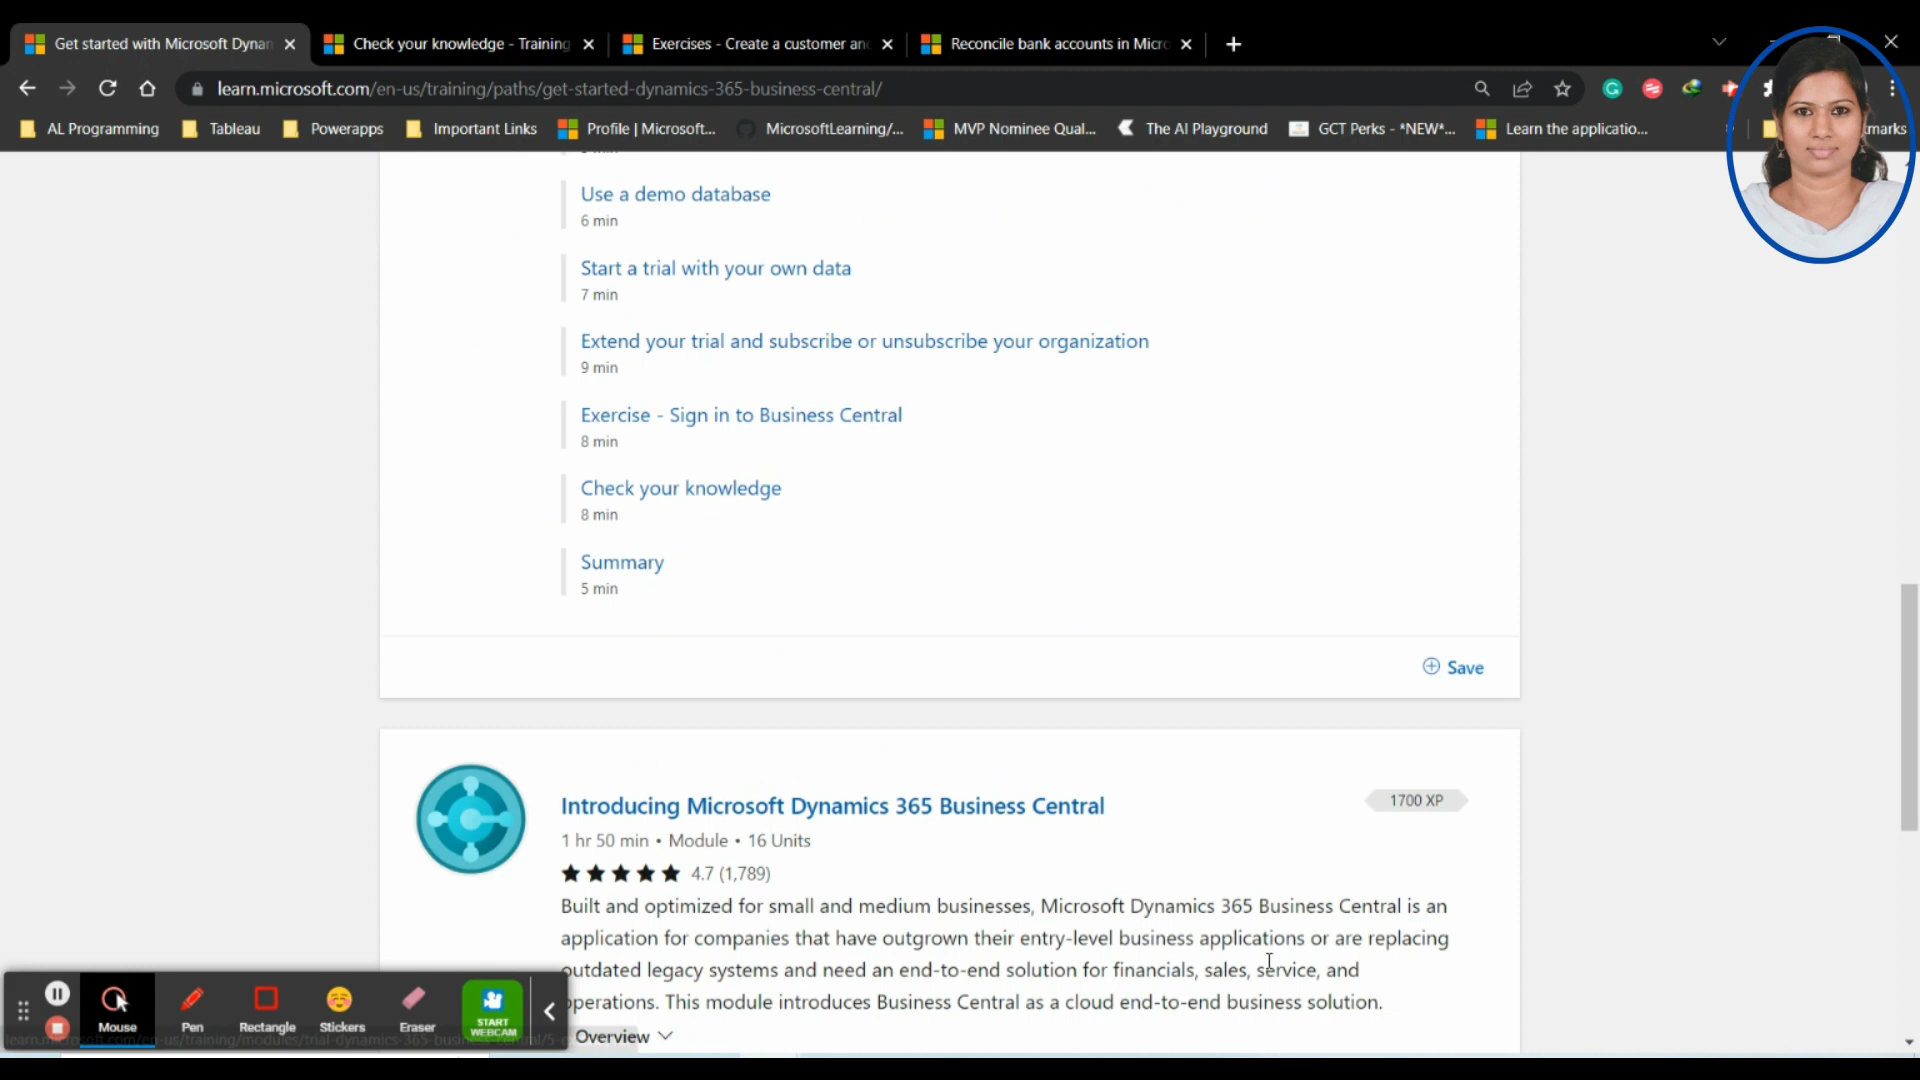 Get started with Microsoft Dynan
Check your knowledge - Training
Exercises - Create a customer and
Reconcile bank accounts in Micro
learn.microsoft.com/en-us/training/paths/get-started-dynamics-365-business-central/
AL Programming
Tableau
Powerapps
Important Links
Profile | Microsoft...
MicrosoftLearning/...
MVP Nominee Qual...
The AI Playground
GCT Perks - *NEW*...
Learn the applicatio...
marks
Use a demo database
6 min
Start a trial with your own data
7 min
Extend your trial and subscribe or unsubscribe your organization
9 min
Exercise - Sign in to Business Central
8 min
Check your knowledge
8 min
Summary
5 min
Save
Introducing Microsoft Dynamics 365 Business Central
1700 XP
1 hr 50 min • Module • 16 Units
4.7 (1,789)
Built and optimized for small and medium businesses, Microsoft Dynamics 365 Business Central is an
application for companies that have outgrown their entry-level business applications or are replacing
outdated legacy systems and need an end-to-end solution for financials, sales, service, and
operations. This module introduces Business Central as a cloud end-to-end business solution.
Overview
Mouse
Pen
Rectangle
Stickers
Eraser
START
WEBCAM